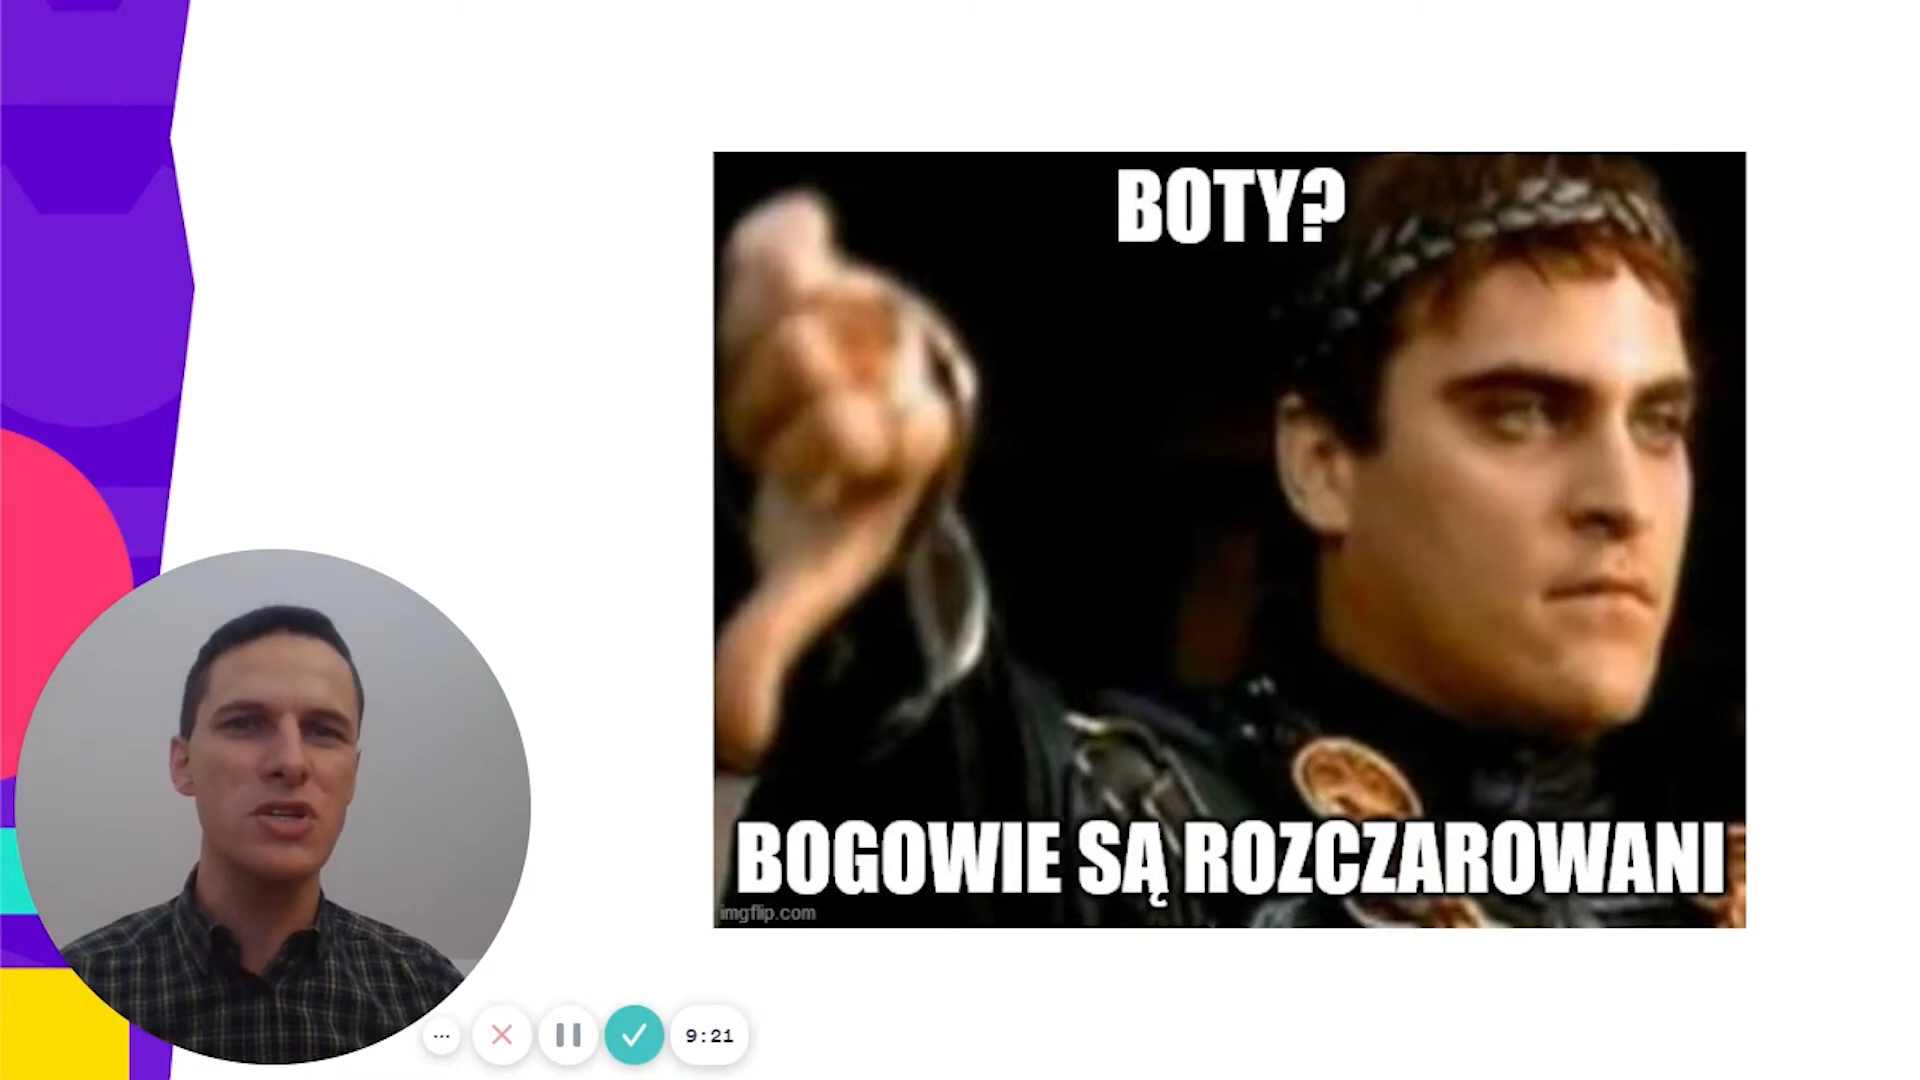 BOTY?
BOGOWIE SĄ ROZCZAROWANI
imgflip.com
... 
9:21